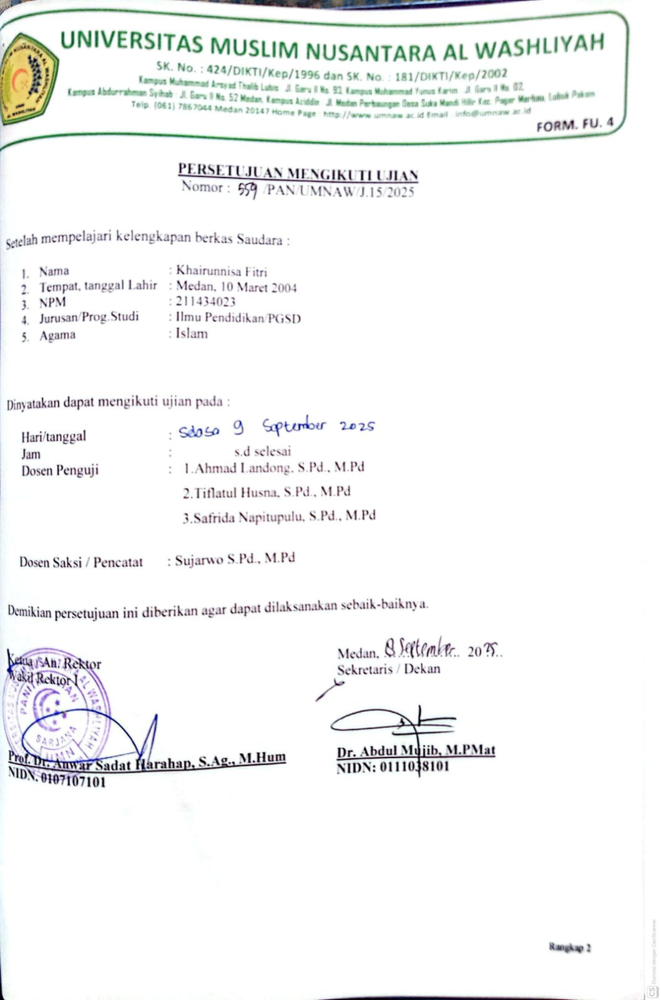 UNIVERSITAS MUSLIM NUSANTARA AL WASHLIYAH
SK. No. : 424/DIKTI/Kep/1996 dan SK. No. : 181/DIKTI/Kep/2002
Kampus Muhammad Arsyad Thalib Lubis Jl. Garu II No. 93, Kampus Muhammad Yunus Karim Jl. Garu II No. 02,
Kampus Abdurrahman Syihab : Jl. Garu II No. 52 Medan, Kampus Aziddin Jl. Medan Perbaungan Desa Suka Mandi Hilir Kec. Pagar Merbau, Lubuk Pakam
Telp. (061) 7867044 Medan 20147 Home Page : http://www.umnaw.ac.id Email : info@umnaw.ac.id
FORM. FU. 4
PERSETUJUAN MENGIKUTI UJIAN
Nomor : 559 /PAN/UMNAW/J.15/2025
Setelah mempelajari kelengkapan berkas Saudara :
1. Nama : Khairunnisa Fitri
2. Tempat, tanggal Lahir : Medan, 10 Maret 2004
3. NPM : 211434023
4. Jurusan/Prog.Studi : Ilmu Pendidikan/PGSD
5. Agama : Islam
Dinyatakan dapat mengikuti ujian pada :
Hari/tanggal : Selasa 9 September 2025
Jam : s.d selesai
Dosen Penguji : 1.Ahmad Landong, S.Pd., M.Pd
2.Tiflatul Husna, S.Pd., M.Pd
3.Safrida Napitupulu, S.Pd., M.Pd
Dosen Saksi / Pencatat : Sujarwo S.Pd., M.Pd
Demikian persetujuan ini diberikan agar dapat dilaksanakan sebaik-baiknya.
Medan, 8 September 2025.
Ketua / An. Rektor
Sekretaris / Dekan
Wakil Rektor I
PANITIA UJIAN
SARJANA
UMN
Prof. Dr. Anwar Sadat Harahap, S.Ag., M.Hum
Dr. Abdul Mujib, M.PMat
NIDN. 0107107101
NIDN: 0111038101
Rangkap 2
CS Dipindai dengan CamScanner